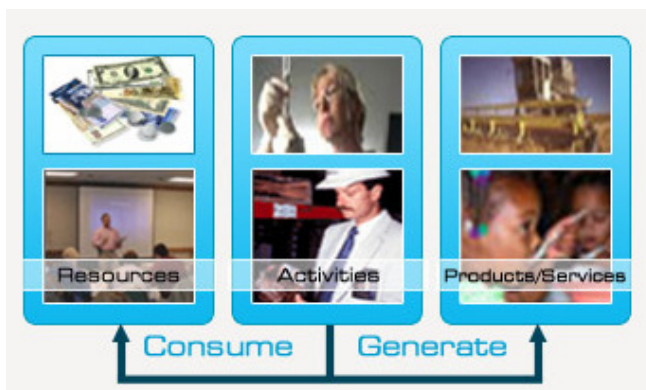 Resources
Activities
Products/Services
Consume
Generate